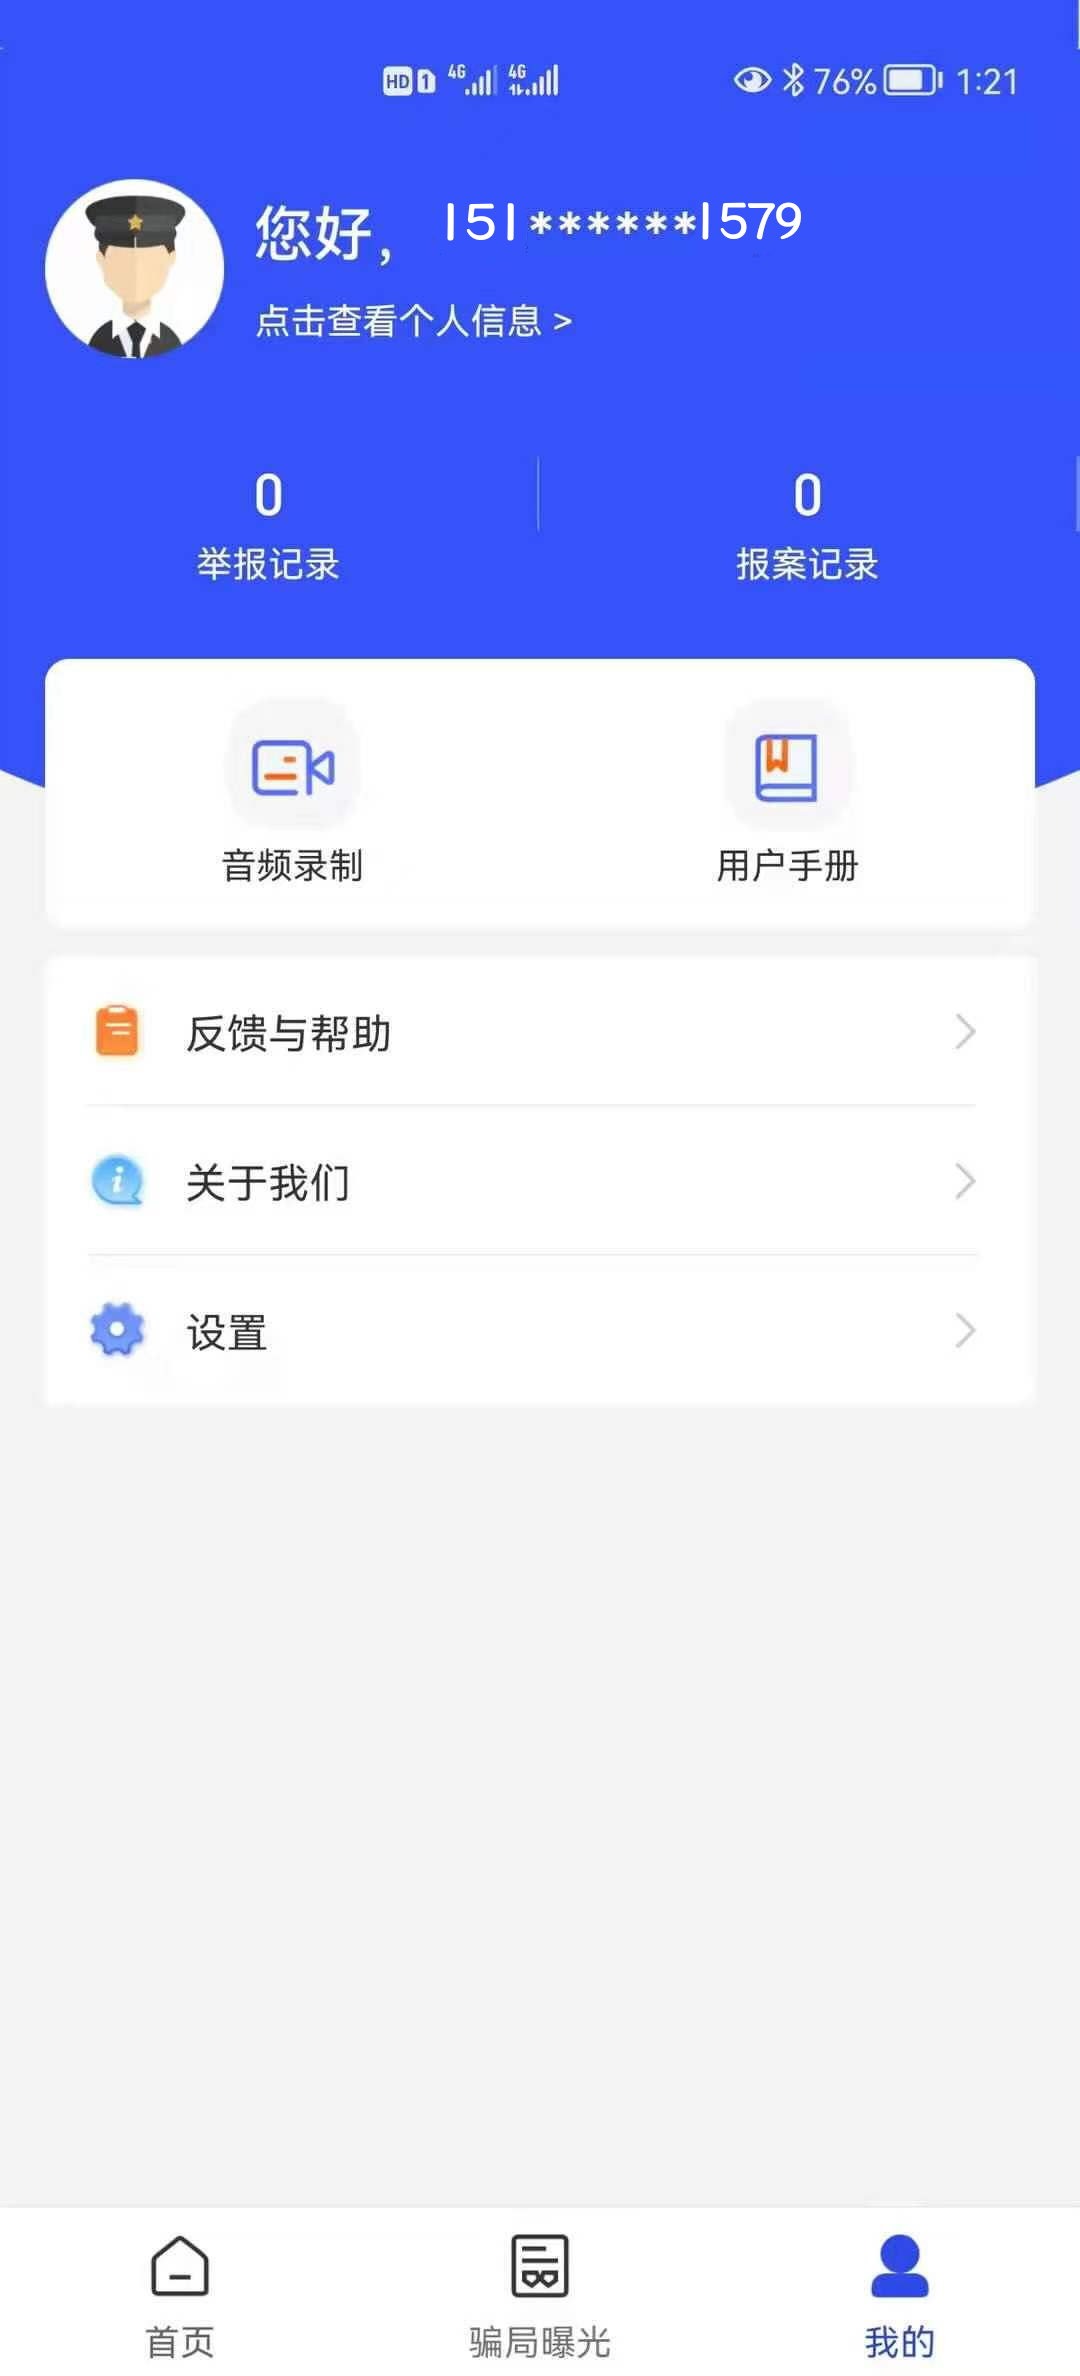 HD 1 4G 4G 76% 1:21
您好，151******1579
点击查看个人信息 >
0 0
举报记录 报案记录
音频录制 用户手册
反馈与帮助
关于我们
设置
首页 骗局曝光 我的